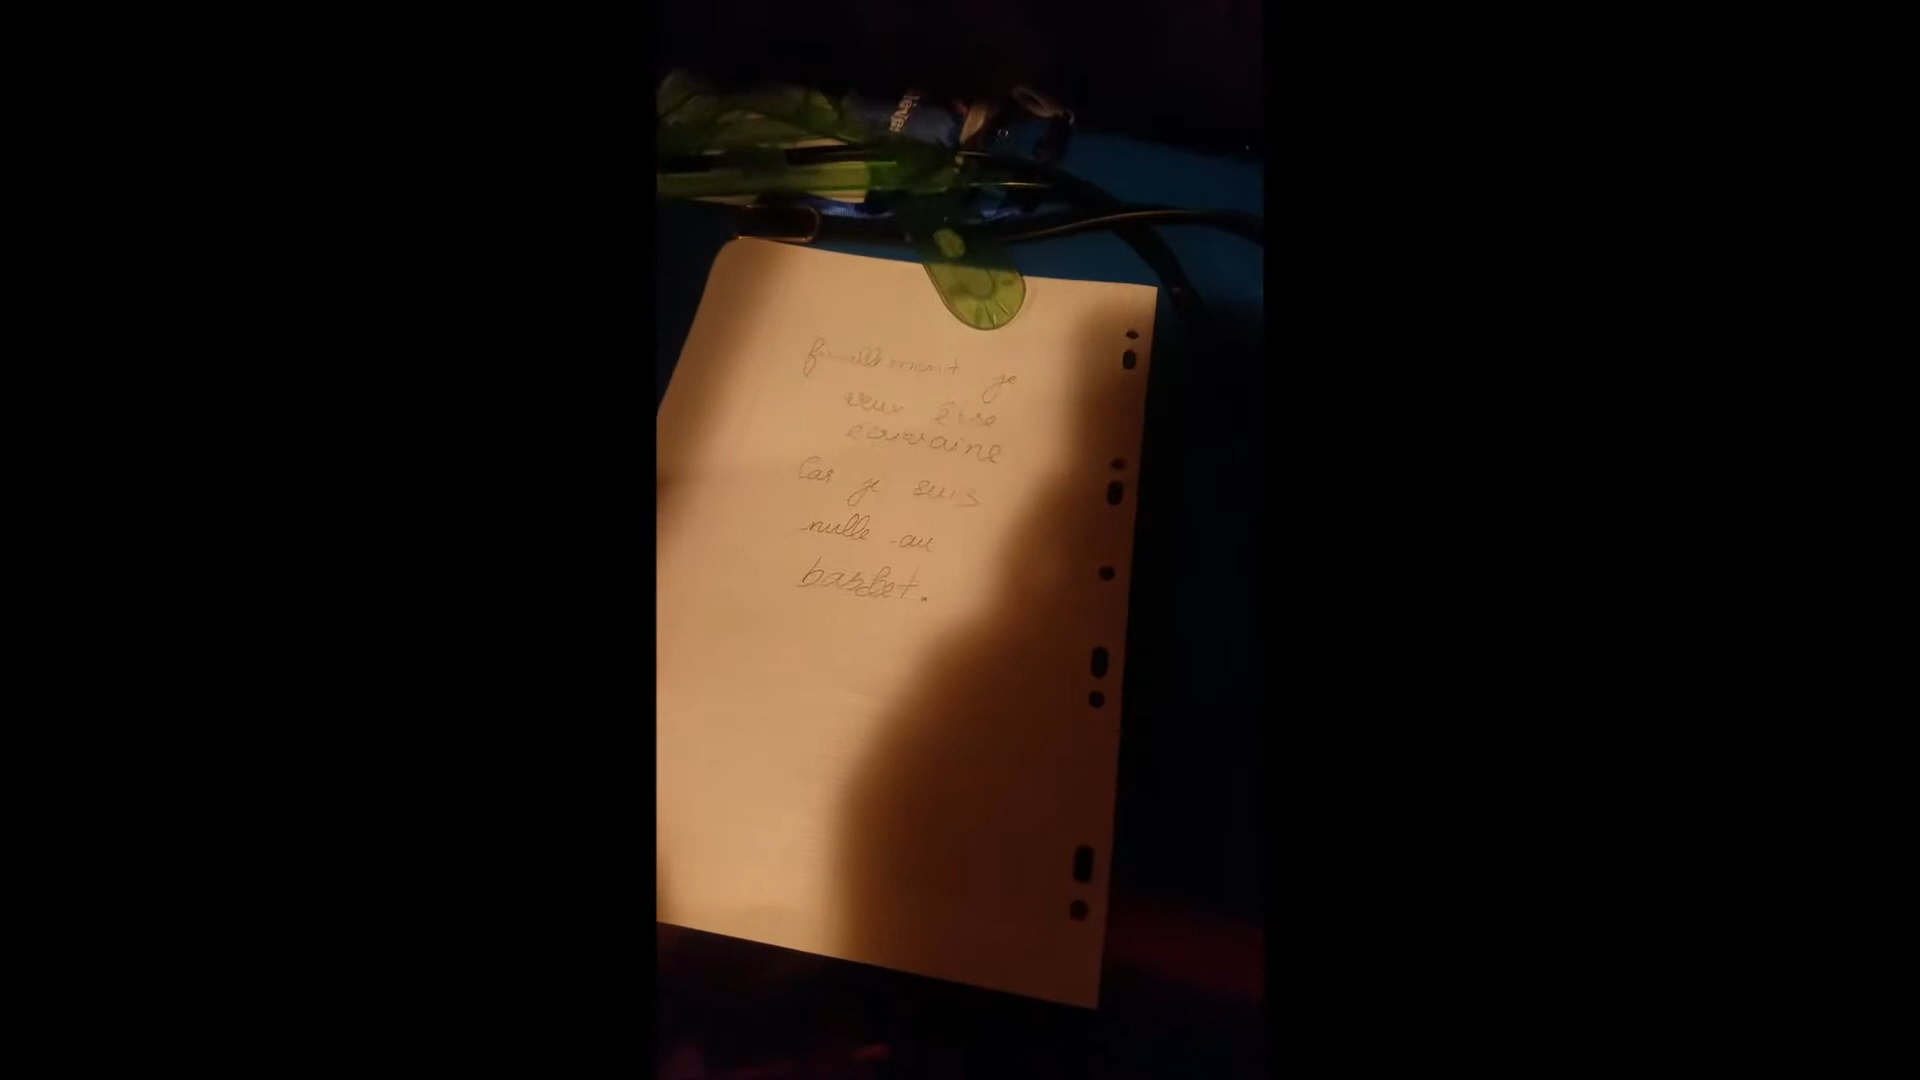 je
veux être
écrivaine
Car je suis
nulle au
basket.